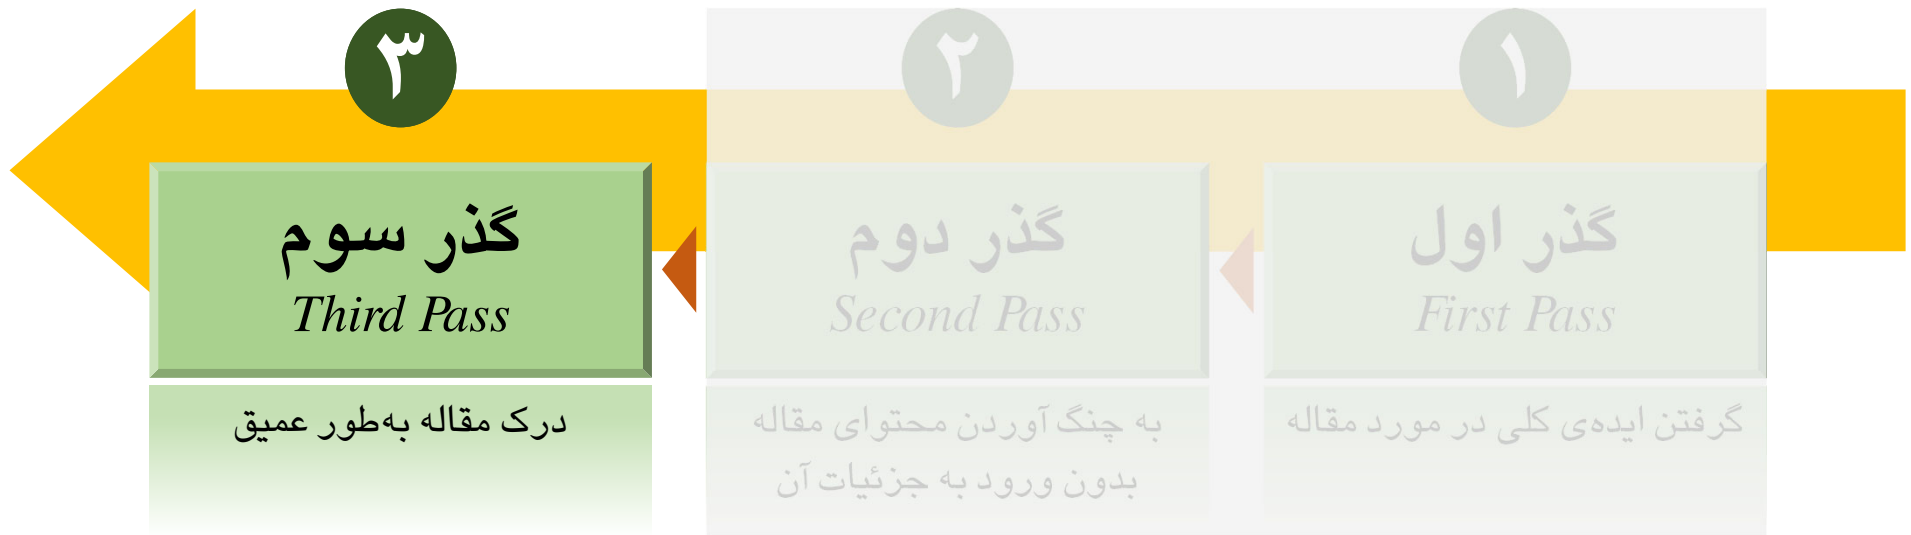 ۱
گذر اول
First Pass
گرفتن ایده‌ی کلی در مورد مقاله
۲
گذر دوم
Second Pass
به چنگ آوردن محتوای مقاله
بدون ورود به جزئیات آن
۳
گذر سوم
Third Pass
درک مقاله به‌طور عمیق